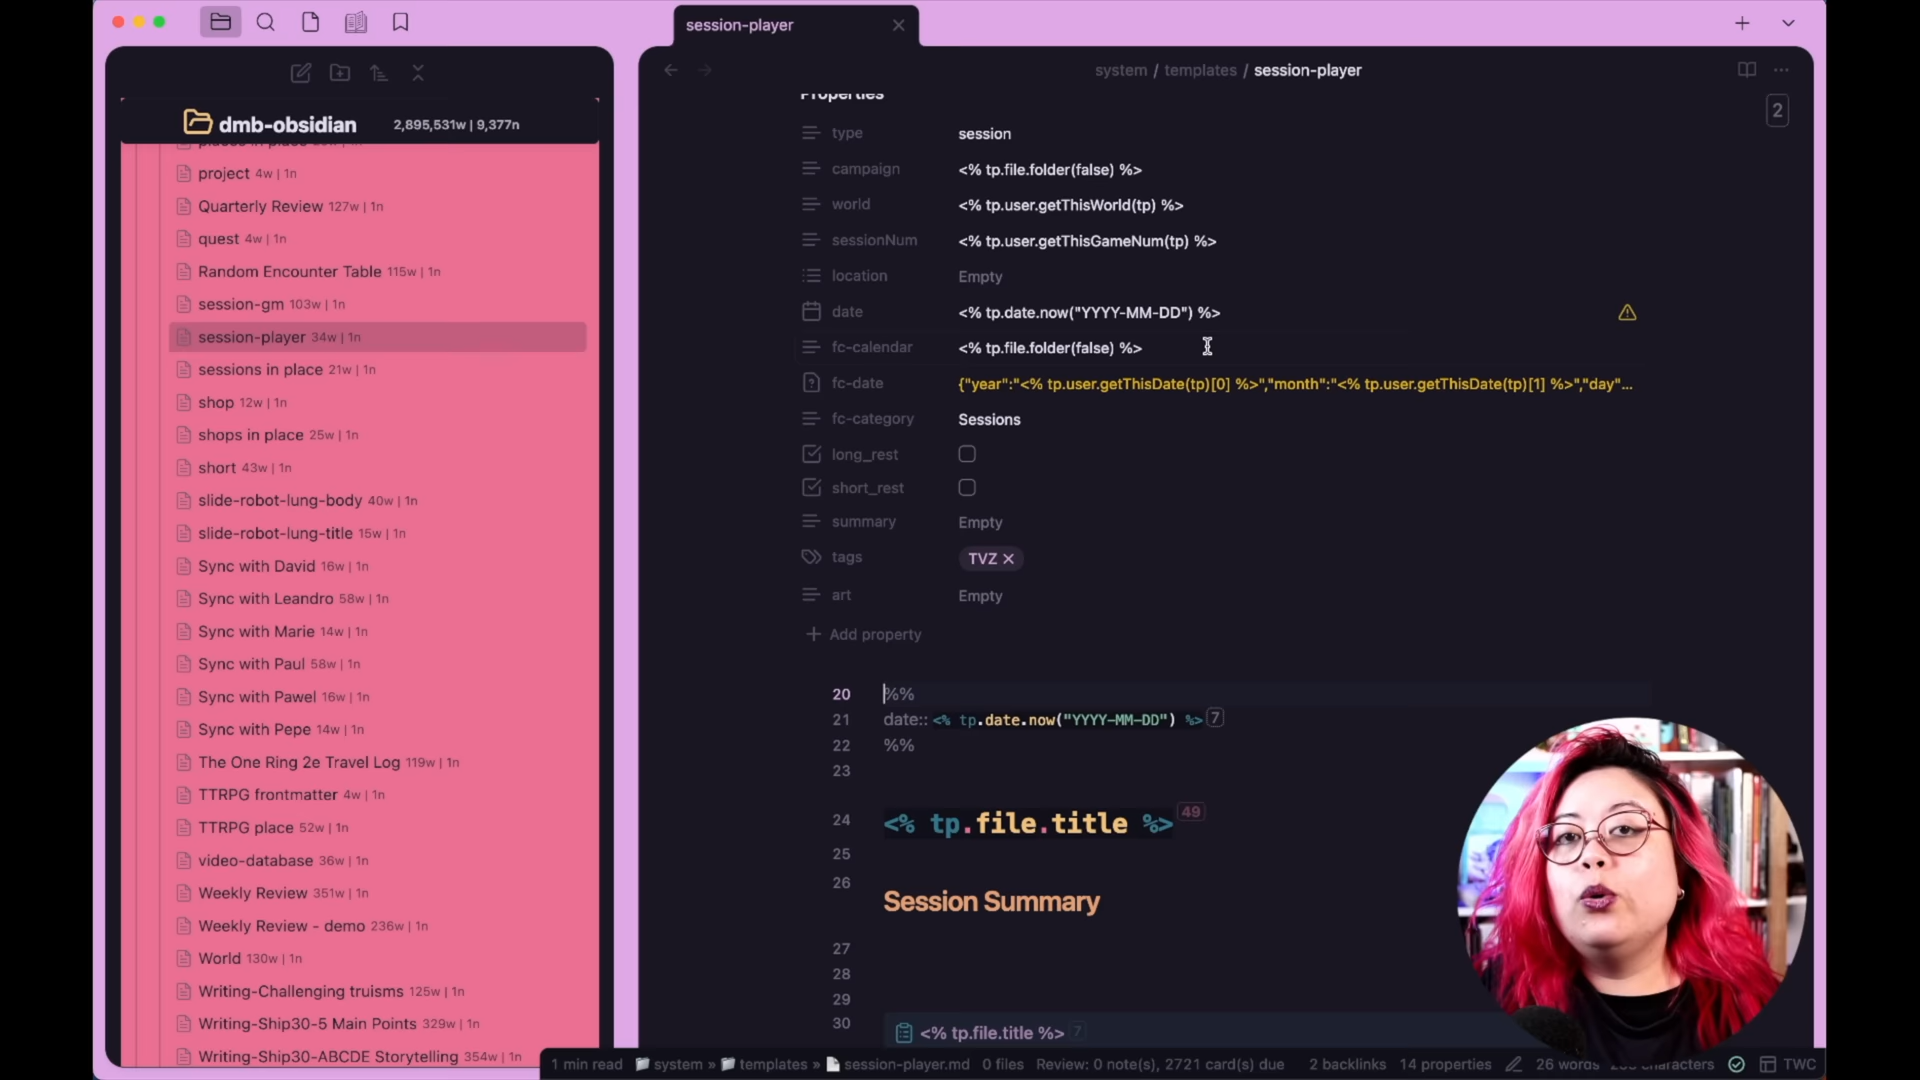 session-player
dmb-obsidian 2,895,531w | 9,377n
project 4w | 1n
Quarterly Review 127w | 1n
quest 4w | 1n
Random Encounter Table 115w | 1n
session-gm 103w | 1n
session-player 34w | 1n
sessions in place 21w | 1n
shop 12w | 1n
shops in place 25w | 1n
short 43w | 1n
slide-robot-lung-body 40w | 1n
slide-robot-lung-title 15w | 1n
Sync with David 16w | 1n
Sync with Leandro 58w | 1n
Sync with Marie 14w | 1n
Sync with Paul 58w | 1n
Sync with Pawel 16w | 1n
Sync with Pepe 14w | 1n
The One Ring 2e Travel Log 119w | 1n
TTRPG frontmatter 4w | 1n
TTRPG place 52w | 1n
video-database 36w | 1n
Weekly Review 351w | 1n
Weekly Review - demo 236w | 1n
World 130w | 1n
Writing-Challenging truisms 125w | 1n
Writing-Ship30-5 Main Points 329w | 1n
Writing-Ship30-ABCDE Storytelling 354w | 1n
system / templates / session-player
Properties
2
type session
campaign <% tp.file.folder(false) %>
world <% tp.user.getThisWorld(tp) %>
sessionNum <% tp.user.getThisGameNum(tp) %>
location Empty
date <% tp.date.now("YYYY-MM-DD") %>
fc-calendar <% tp.file.folder(false) %>
fc-date {"year":"<% tp.user.getThisDate(tp)[0] %>","month":"<% tp.user.getThisDate(tp)[1] %>","day"...
fc-category Sessions
long_rest
short_rest
summary Empty
tags TVZ
art Empty
+ Add property
20 %%
21 date:: <% tp.date.now("YYYY-MM-DD") %> 7
22 %%
23
24 <% tp.file.title %> 49
25
26 Session Summary
27
28
29
30 <% tp.file.title %> 7
1 min read system » templates » session-player.md 0 files Review: 0 note(s), 2721 card(s) due 2 backlinks 14 properties 26 words characters TWC